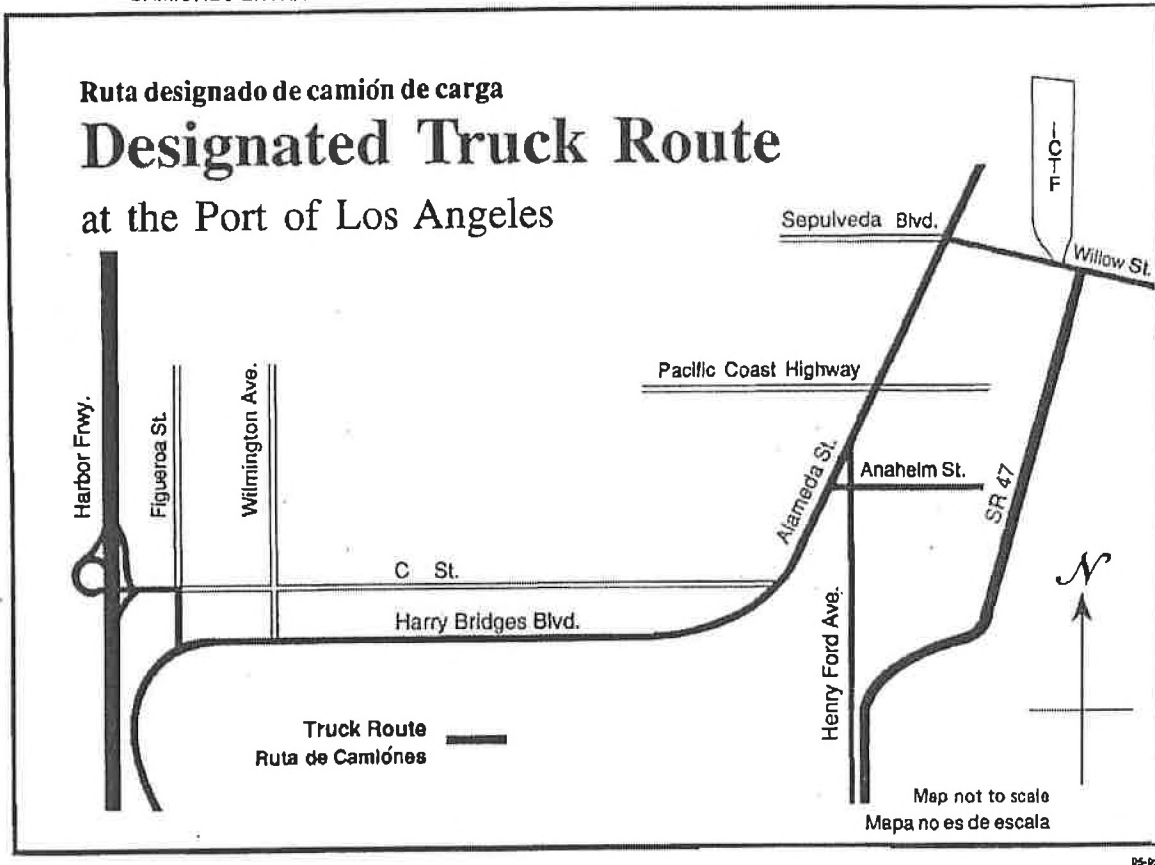 Ruta designado de camión de carga
Designated Truck Route
at the Port of Los Angeles
I C T F
Sepulveda Blvd.
Willow St.
Pacific Coast Highway
Harbor Frwy.
Figueroa St.
Wilmington Ave.
Alameda St.
Anaheim St.
SR 47
C St.
Harry Bridges Blvd.
Henry Ford Ave.
N
Truck Route
Ruta de Camiónes
Map not to scale
Mapa no es de escala